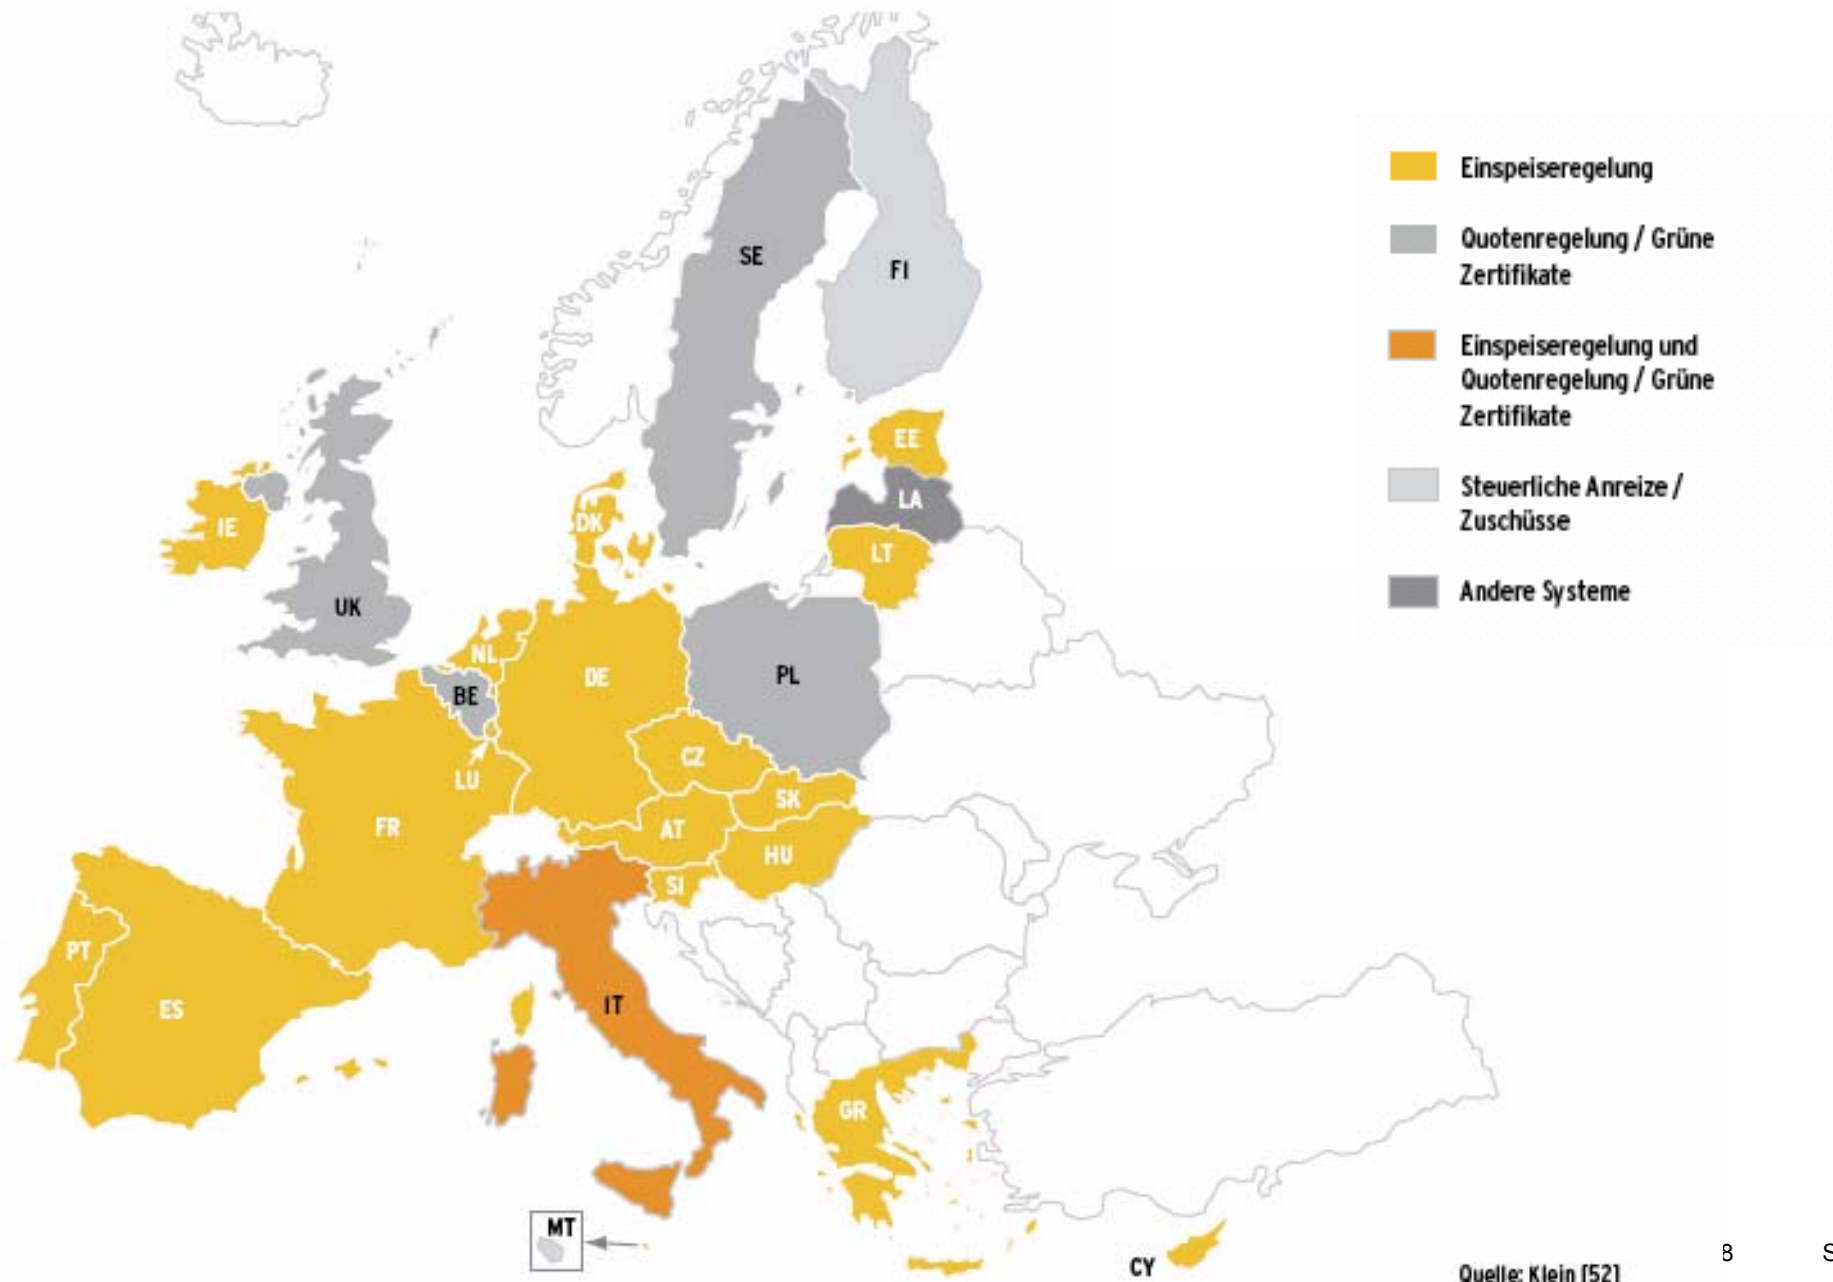 Einspeiseregelung
Quotenregelung / Grüne
Zertifikate
Einspeiseregelung und
Quotenregelung / Grüne
Zertifikate
Steuerliche Anreize /
Zuschüsse
Andere Systeme
SE
FI
EE
LA
LT
IE
DK
UK
NL
DE
PL
BE
LU
CZ
SK
FR
AT
HU
SI
PT
ES
IT
GR
MT
CY
Quelle: Klein [52]
8 S